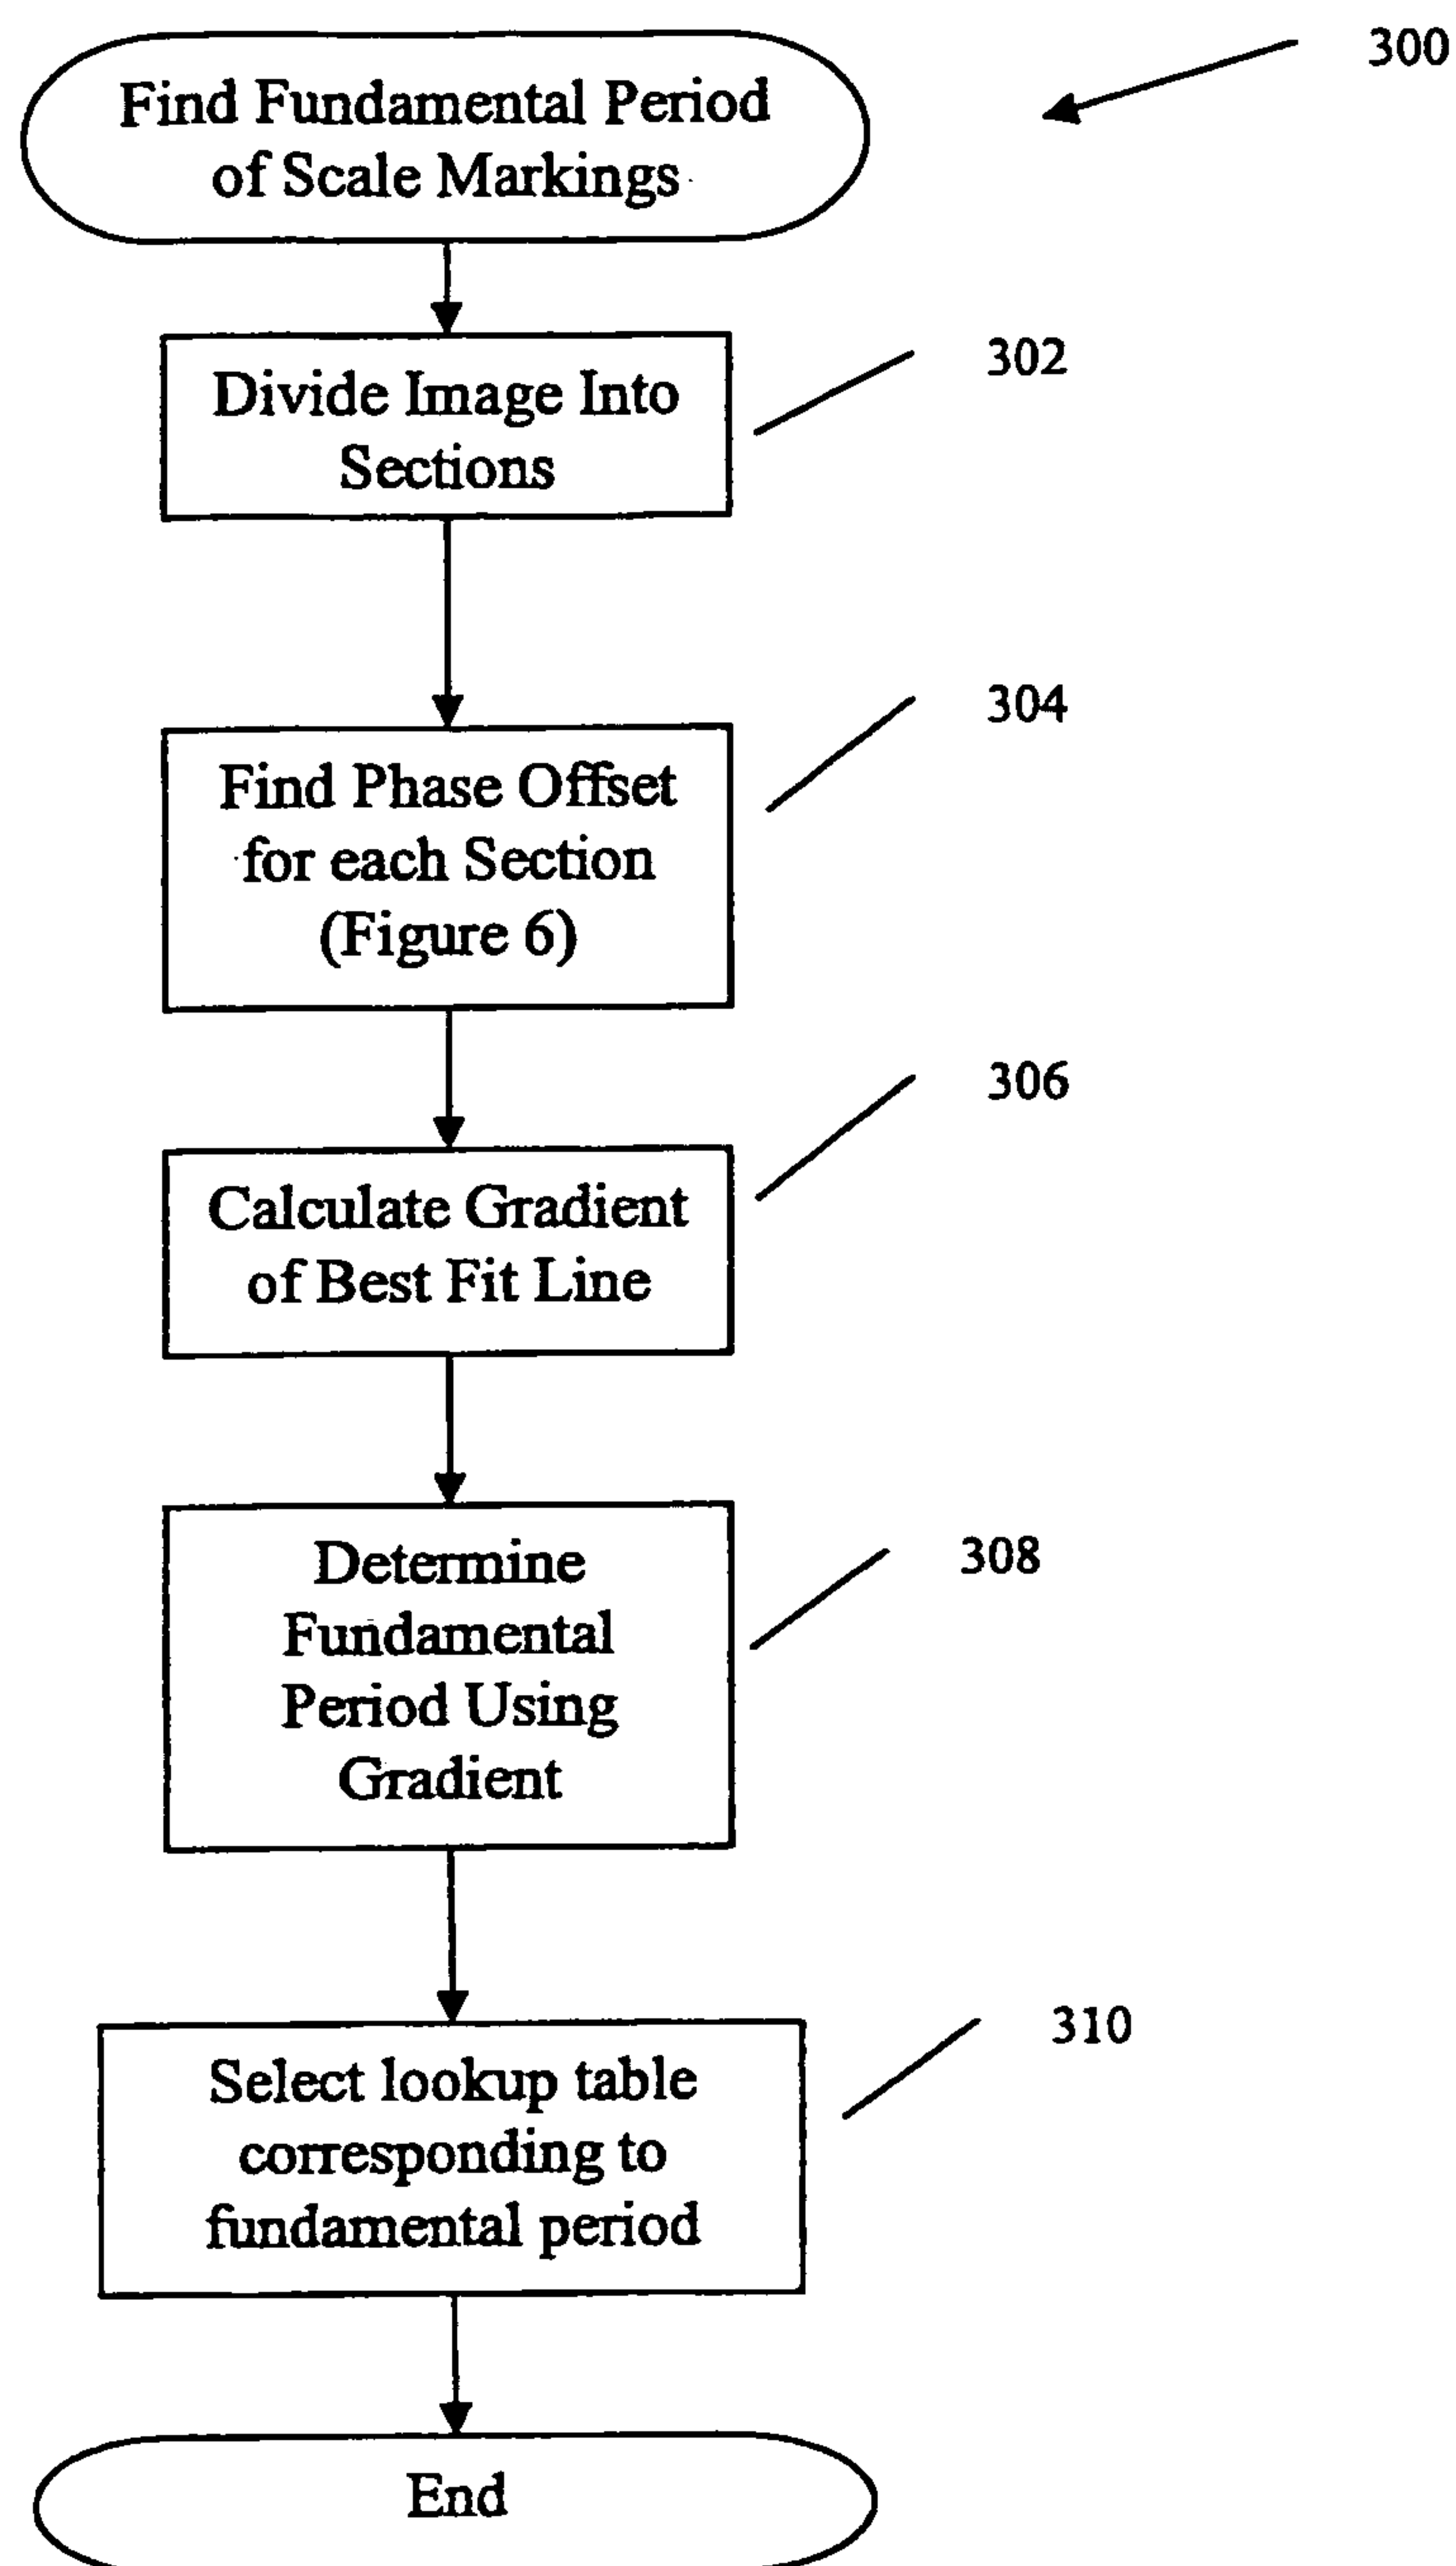 300
Find Fundamental Period
of Scale Markings
302
Divide Image Into
Sections
304
Find Phase Offset
for each Section
(Figure 6)
306
Calculate Gradient
of Best Fit Line
308
Determine
Fundamental
Period Using
Gradient
310
Select lookup table
corresponding to
fundamental period
End